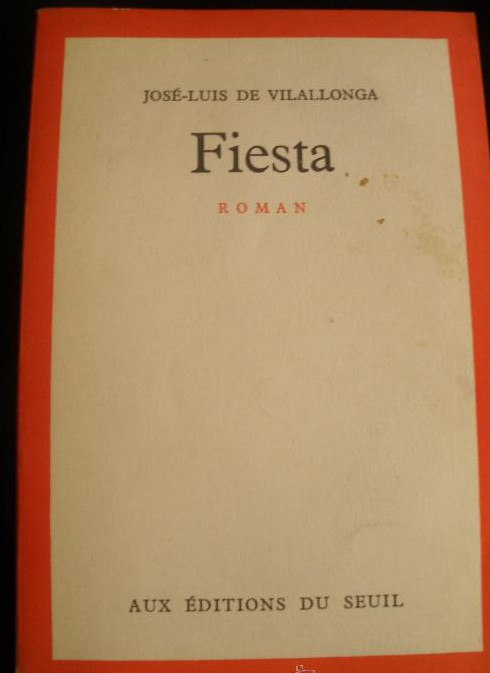 JOSÉ-LUIS DE VILALLONGA
Fiesta
ROMAN
AUX ÉDITIONS DU SEUIL